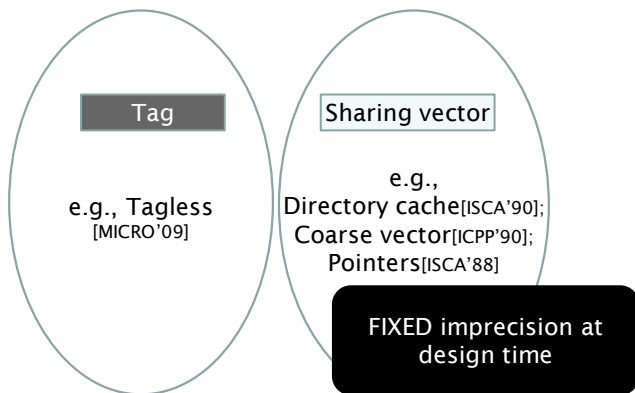 Tag
e.g., Tagless
[MICRO’09]
Sharing vector
e.g.,
Directory cache[ISCA’90];
Coarse vector[ICPP’90];
Pointers[ISCA’88]
FIXED imprecision at
design time